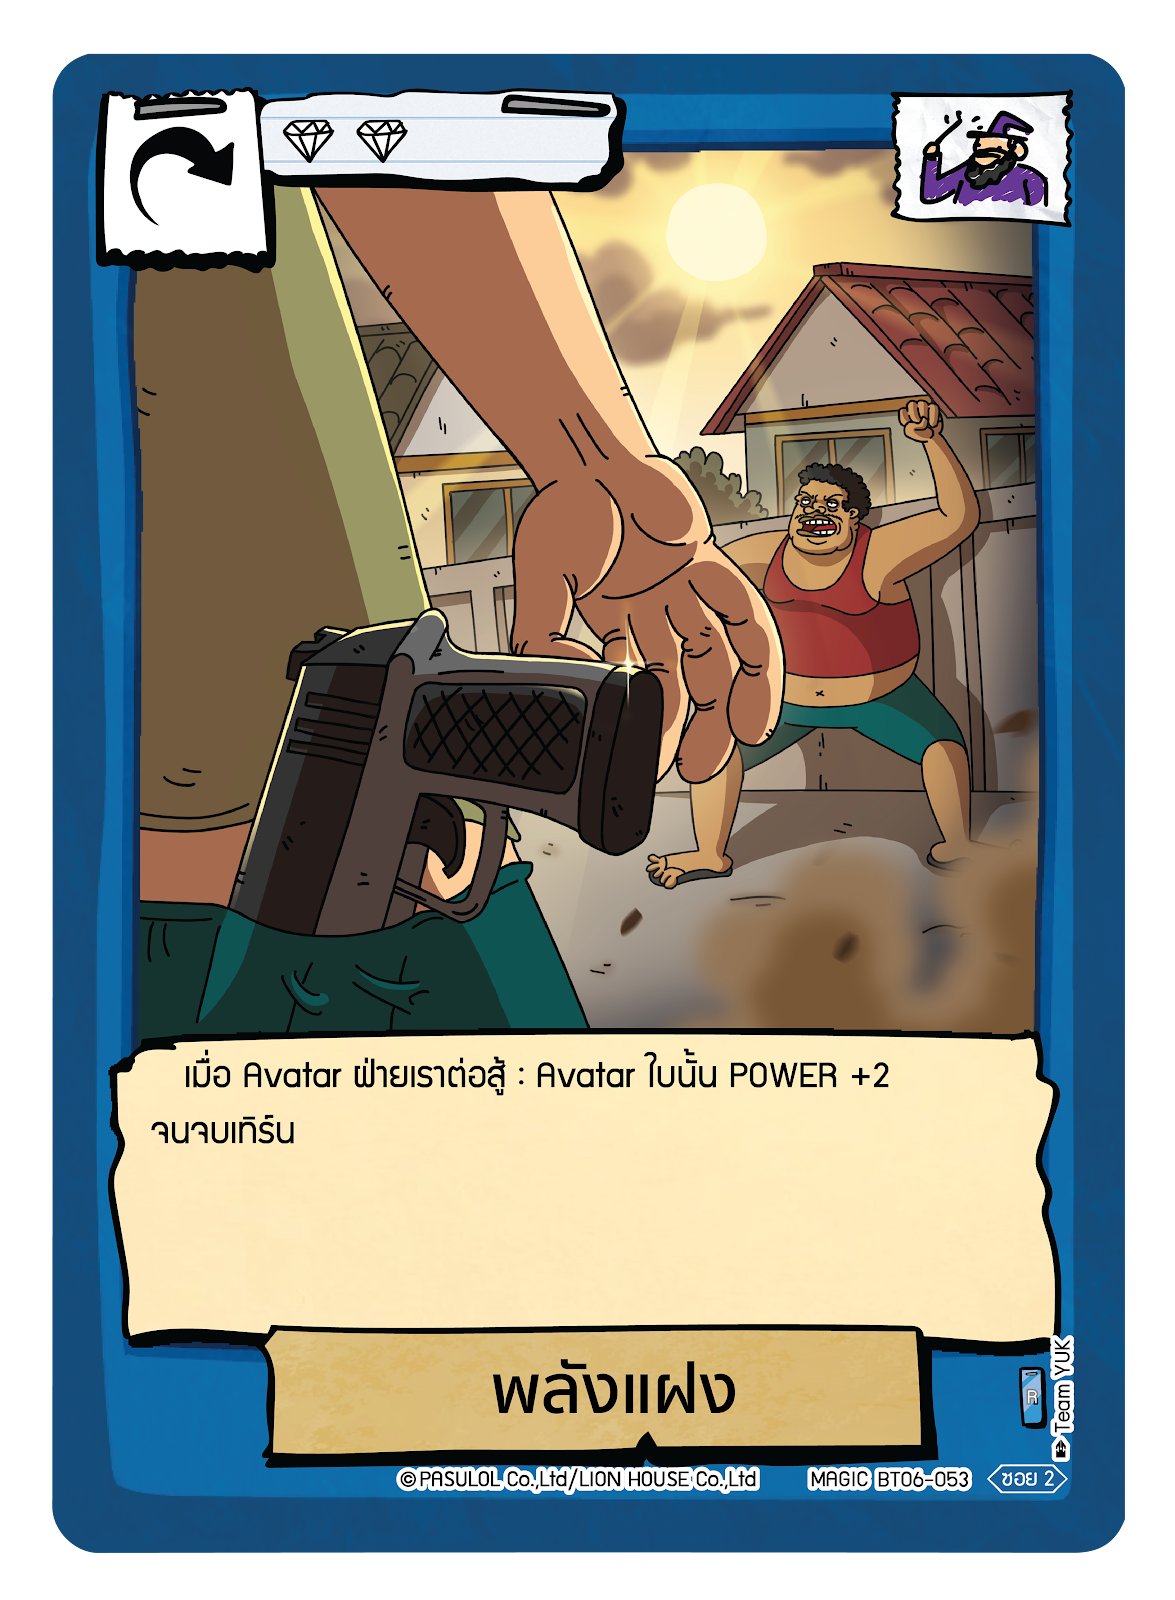 เมื่อ Avatar ฝ่ายเราต่อสู้ : Avatar ใบนั้น POWER +2
จนจบเทิร์น
พลังแฝง
R
Team YUK
©PASULOL Co.,Ltd/LION HOUSE Co.,Ltd
MAGIC BT06-053
ซอย 2